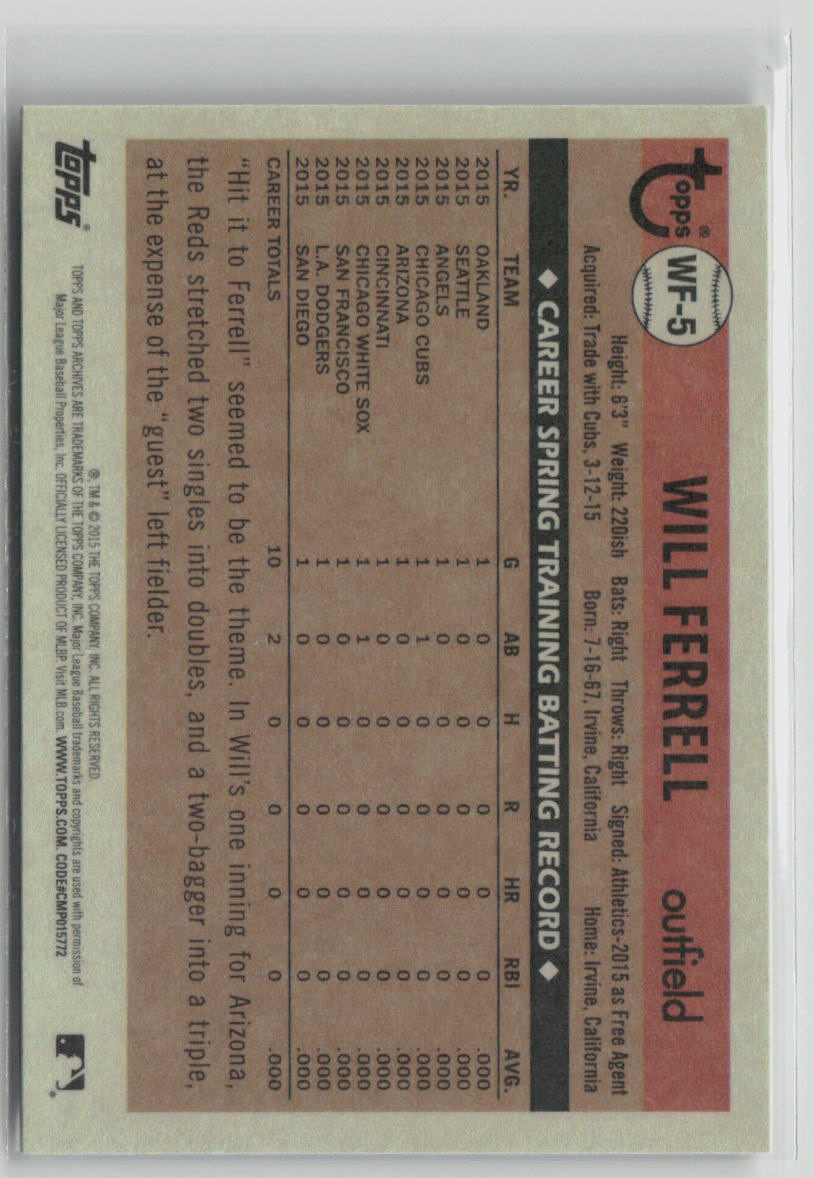 topps® WF-5 WILL FERRELL outfield
Height: 6'3" Weight: 220ish Bats: Right Throws: Right Signed: Athletics-2015 as Free Agent
Acquired: Trade with Cubs, 3-12-15 Born: 7-16-67, Irvine, California Home: Irvine, California
◆ CAREER SPRING TRAINING BATTING RECORD ◆
YR. TEAM G AB H R HR RBI AVG.
2015 OAKLAND 1 0 0 0 0 0 .000
2015 SEATTLE 1 0 0 0 0 0 .000
2015 ANGELS 1 0 0 0 0 0 .000
2015 CHICAGO CUBS 1 1 0 0 0 0 .000
2015 ARIZONA 1 0 0 0 0 0 .000
2015 CINCINNATI 1 0 0 0 0 0 .000
2015 CHICAGO WHITE SOX 1 1 0 0 0 0 .000
2015 SAN FRANCISCO 1 0 0 0 0 0 .000
2015 L.A. DODGERS 1 0 0 0 0 0 .000
2015 SAN DIEGO 1 0 0 0 0 0 .000
CAREER TOTALS 10 2 0 0 0 0 .000
"Hit it to Ferrell" seemed to be the theme. In Will's one inning for Arizona,
the Reds stretched two singles into doubles, and a two-bagger into a triple,
at the expense of the "guest" left fielder.
®, TM & © 2015 THE TOPPS COMPANY, INC. ALL RIGHTS RESERVED.
topps® TOPPS AND TOPPS ARCHIVES ARE TRADEMARKS OF THE TOPPS COMPANY, INC. Major League Baseball trademarks and copyrights are used with permission of
Major League Baseball Properties, Inc. OFFICIALLY LICENSED PRODUCT OF MLBP. Visit MLB.com. WWW.TOPPS.COM. CODE#CMP015772